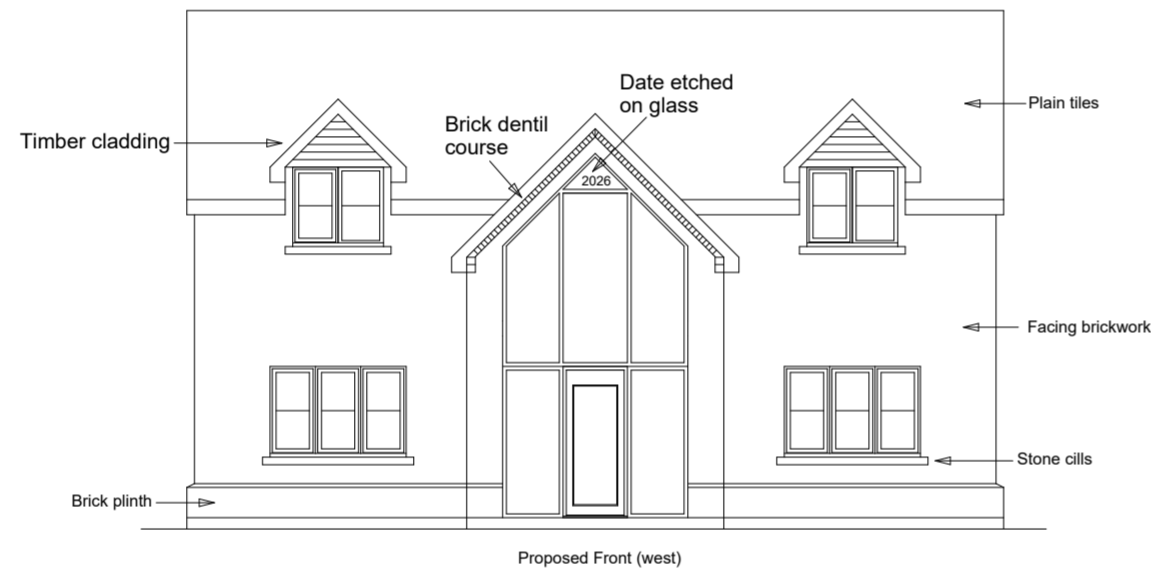 Date etched
on glass
Plain tiles
Brick dentil
course
Timber cladding
2026
Facing brickwork
Stone cills
Brick plinth
Proposed Front (west)